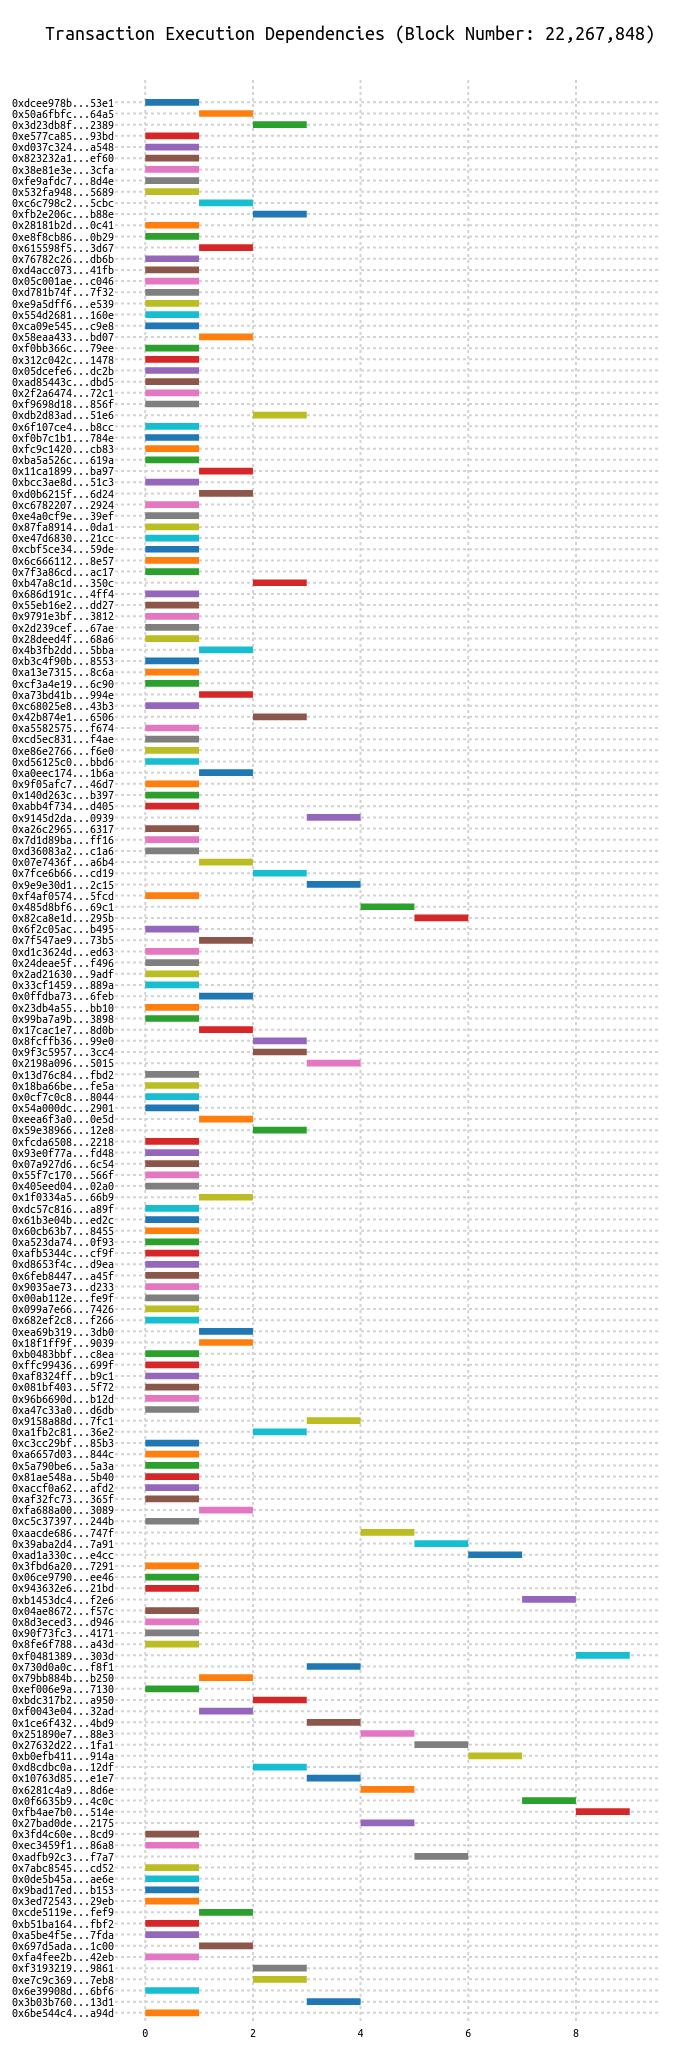 Transaction Execution Dependencies (Block Number: 22,267,848)
0xdcee978b...53e1
0x50a6fbfc...64a5
0x3d23db8f...2389
0xe577ca85...93bd
0xd037c324...a548
0x823232a1...ef60
0x38e81e3e...3cfa
0xfe9afdc7...8d4e
0x532fa948...5689
0xc6c798c2...5cbc
0xfb2e206c...b88e
0x28181b2d...0c41
0xe8f8cb86...0b29
0x615598f5...3d67
0x76782c26...db6b
0xd4acc073...41fb
0x05c001ae...c046
0xd781b74f...7f32
0xe9a5dff6...e539
0x554d2681...160e
0xca09e545...c9e8
0x58eaa433...bd07
0xf0bb366c...79ee
0x312c042c...1478
0x05dcefe6...dc2b
0xad85443c...dbd5
0x2f2a6474...72c1
0xf9698d18...856f
0xdb2d83ad...51e6
0x6f107ce4...b8cc
0xf0b7c1b1...784e
0xfc9c1420...cb83
0xba5a526c...619a
0x11ca1899...ba97
0xbcc3ae8d...51c3
0xd0b6215f...6d24
0xc6782207...2924
0xe4a0cf9e...39ef
0x87fa8914...0da1
0xe47d6830...21cc
0xcbf5ce34...59de
0x6c666112...8e57
0x7f3a86cd...ac17
0xb47a8c1d...350c
0x686d191c...4ff4
0x55eb16e2...dd27
0x9791e3bf...3812
0x2d239cef...67ae
0x28deed4f...68a6
0x4b3fb2dd...5bba
0xb3c4f90b...8553
0xa13e7315...8c6a
0xcf3a4e19...6c90
0xa73bd41b...994e
0xc68025e8...43b3
0x42b874e1...6506
0xa5582575...f674
0xcd5ec831...f4ae
0xe86e2766...f6e0
0xd56125c0...bbd6
0xa0eec174...1b6a
0x9f05afc7...46d7
0x140d263c...b397
0xabb4f734...d405
0x9145d2da...0939
0xa26c2965...6317
0x7d1d89ba...ff16
0xd36083a2...c1a6
0x07e7436f...a6b4
0x7fce6b66...cd19
0x9e9e30d1...2c15
0xf4af0574...5fcd
0x485d8bf6...69c1
0x82ca8e1d...295b
0x6f2c05ac...b495
0x7f547ae9...73b5
0xd1c3624d...ed63
0x24deae5f...f496
0x2ad21630...9adf
0x33cf1459...889a
0x0ffdba73...6feb
0x23db4a55...bb10
0x99ba7a9b...3898
0x17cac1e7...8d0b
0x8fcffb36...99e0
0x9f3c5957...3cc4
0x2198a096...5015
0x13d76c84...fbd2
0x18ba66be...fe5a
0x0cf7c0c8...8044
0x54a000dc...2901
0xeea6f3a0...0e5d
0x59e38966...12e8
0xfcda6508...2218
0x93e0f77a...fd48
0x07a927d6...6c54
0x55f7c170...566f
0x405eed04...02a0
0x1f0334a5...66b9
0xdc57c816...a89f
0x61b3e04b...ed2c
0x60cb63b7...8455
0xa523da74...0f93
0xafb5344c...cf9f
0xd8653f4c...d9ea
0x6feb8447...a45f
0x9035ae73...d233
0x00ab112e...fe9f
0x099a7e66...7426
0x682ef2c8...f266
0xea69b319...3db0
0x18f1ff9f...9039
0xb0483bbf...c8ea
0xffc99436...699f
0xaf8324ff...b9c1
0x081bf403...5f72
0x96b6690d...b12d
0xa47c33a0...d6db
0x9158a88d...7fc1
0xa1fb2c81...36e2
0xc3cc29bf...85b3
0xa6657d03...844c
0x5a790be6...5a3a
0x81ae548a...5b40
0xaccf0a62...afd2
0xaf32fc73...365f
0xfa688a00...3089
0xc5c37397...244b
0xaacde686...747f
0x39aba2d4...7a91
0xad1a330c...e4cc
0x3fbd6a20...7291
0x06ce9790...ee46
0x943632e6...21bd
0xb1453dc4...f2e6
0x04ae8672...f57c
0x8d3eced3...d946
0x90f73fc3...4171
0x8fe6f788...a43d
0xf0481389...303d
0x730d0a0c...f8f1
0x79bb884b...b250
0xef006e9a...7130
0xbdc317b2...a950
0xf0043e04...32ad
0x1ce6f432...4bd9
0x251890e7...88e3
0x27632d22...1fa1
0xb0efb411...914a
0xd8cdbc0a...12df
0x10763d85...e1e7
0x6281c4a9...8d6e
0x0f6635b9...4c0c
0xfb4ae7b0...514e
0x27bad0de...2175
0x3fd4c60e...8cd9
0xec3459f1...86a8
0xadfb92c3...f7a7
0x7abc8545...cd52
0x0de5b45a...ae6e
0x9bad17ed...b153
0x3ed72543...29eb
0xcde5119e...fef9
0xb51ba164...fbf2
0xa5be4f5e...7fda
0x697d5ada...1c00
0xfa4fee2b...42eb
0xf3193219...9861
0xe7c9c369...7eb8
0x6e39908d...6bf6
0x3b03b760...13d1
0x6be544c4...a94d
0 2 4 6 8